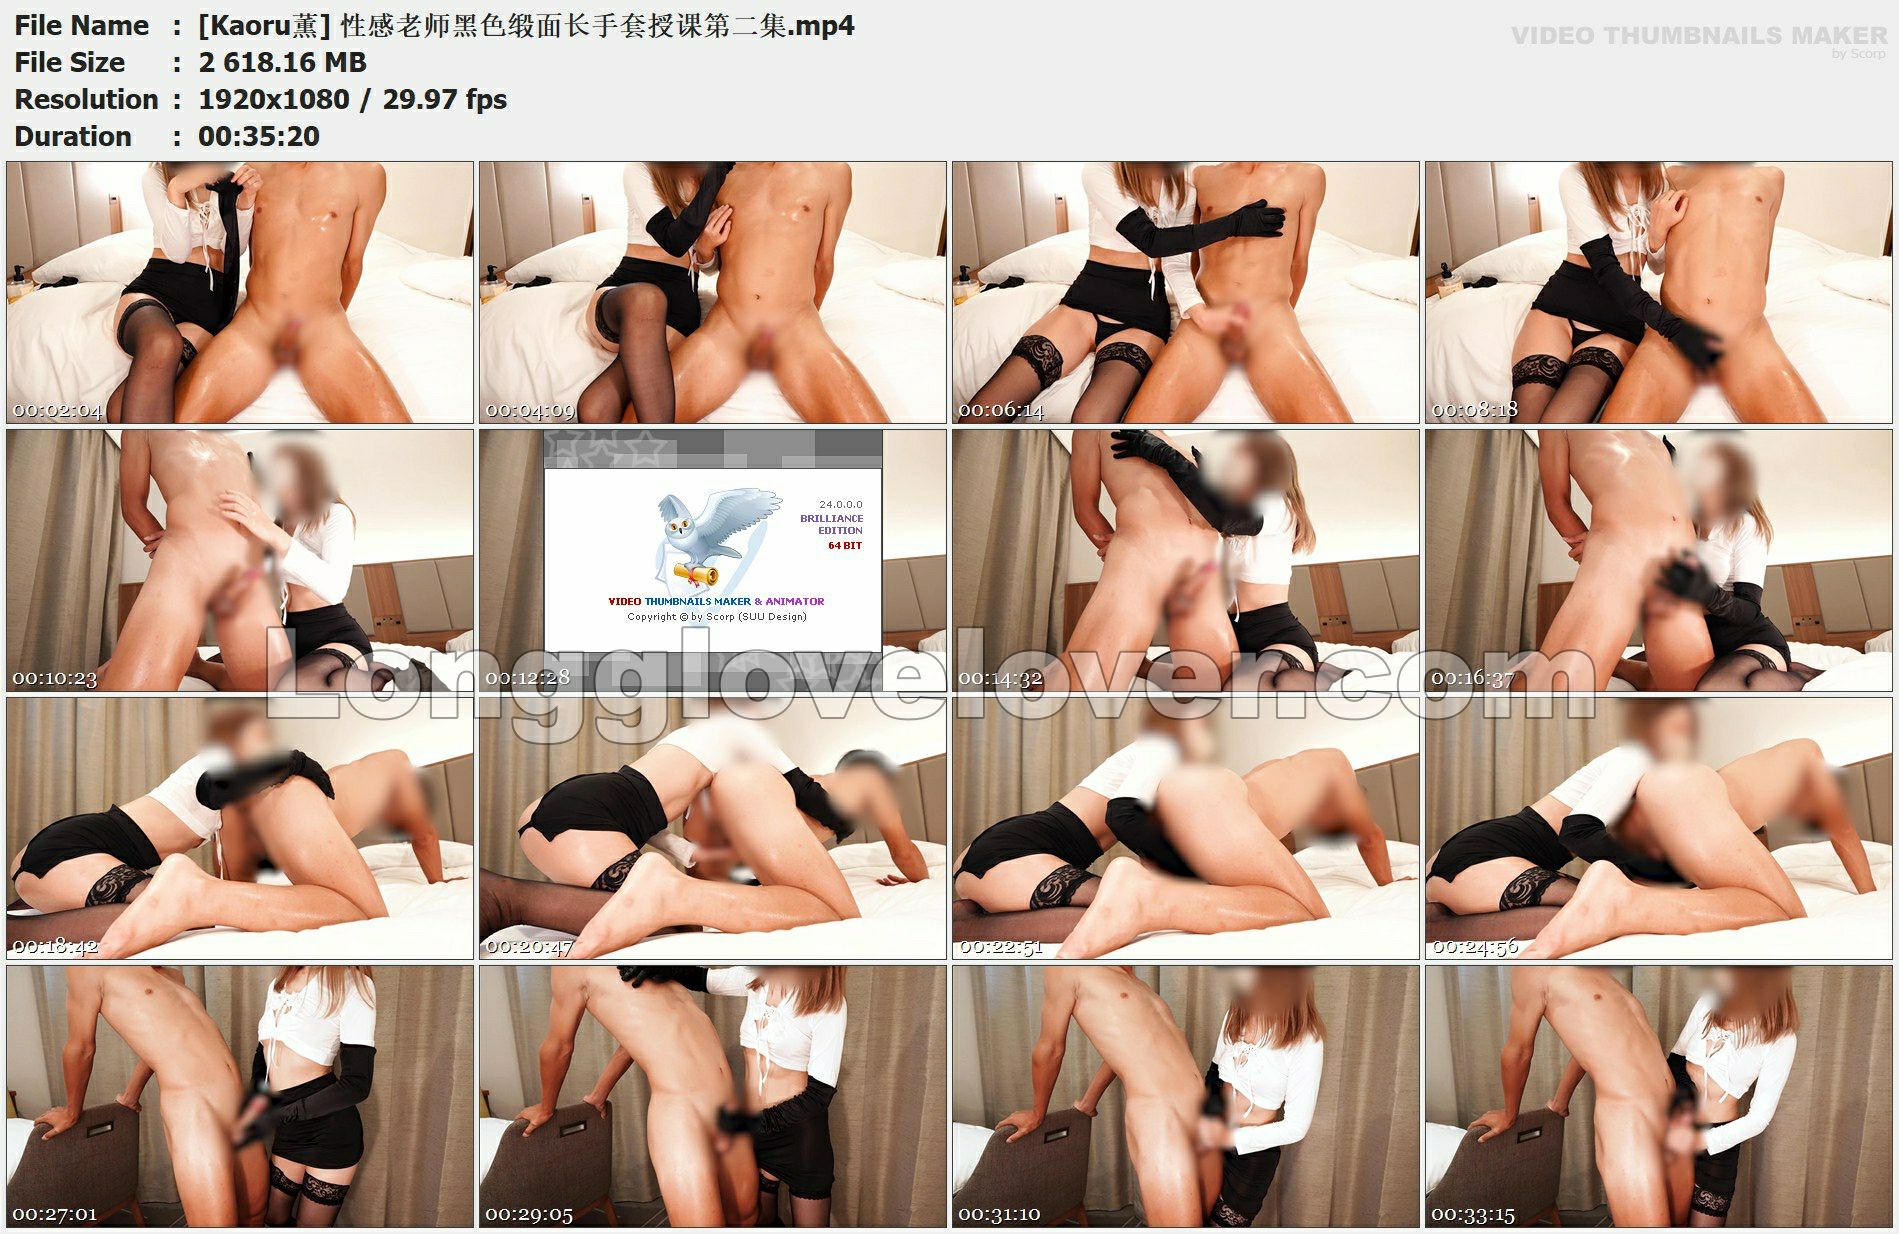 File Name : [Kaoru薰] 性感老师黑色缎面长手套授课第二集.mp4
VIDEO THUMBNAILS MAKER
by Scorp
File Size : 2 618.16 MB
Resolution : 1920x1080 / 29.97 fps
Duration : 00:35:20
00:02:04
00:04:09
00:06:14
00:08:18
24.0.0.0
BRILLIANCE
EDITION
64 BIT
VIDEO THUMBNAILS MAKER & ANIMATOR
Copyright © by Scorp (SUU Design)
00:10:23
00:12:28
00:14:32
00:16:37
Longglovelover.com
00:18:42
00:20:47
00:22:51
00:24:56
00:27:01
00:29:05
00:31:10
00:33:15